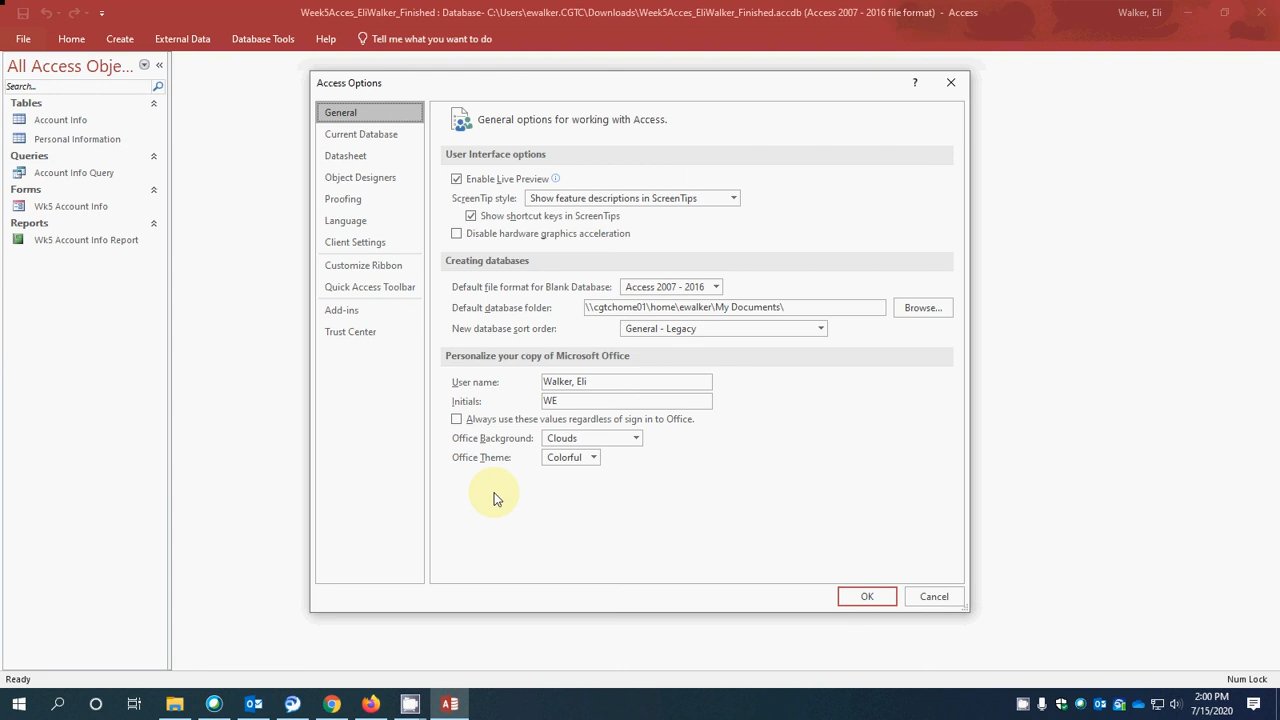 Week5Acces_EliWalker_Finished : Database- C:\Users\ewalker.CGTC\Downloads\Week5Acces_EliWalker_Finished.accdb (Access 2007 - 2016 file format) - Access
Walker, Eli
File Home Create External Data Database Tools Help Tell me what you want to do
All Access Obje...
Search...
Tables
Account Info
Personal Information
Queries
Account Info Query
Forms
Wk5 Account Info
Reports
Wk5 Account Info Report
Access Options
General
Current Database
Datasheet
Object Designers
Proofing
Language
Client Settings
Customize Ribbon
Quick Access Toolbar
Add-ins
Trust Center
General options for working with Access.
User Interface options
Enable Live Preview
ScreenTip style: Show feature descriptions in ScreenTips
Show shortcut keys in ScreenTips
Disable hardware graphics acceleration
Creating databases
Default file format for Blank Database: Access 2007 - 2016
Default database folder: \\cgtchome01\home\ewalker\My Documents\ Browse...
New database sort order: General - Legacy
Personalize your copy of Microsoft Office
User name: Walker, Eli
Initials: WE
Always use these values regardless of sign in to Office.
Office Background: Clouds
Office Theme: Colorful
OK Cancel
Ready
Num Lock
2:00 PM
7/15/2020